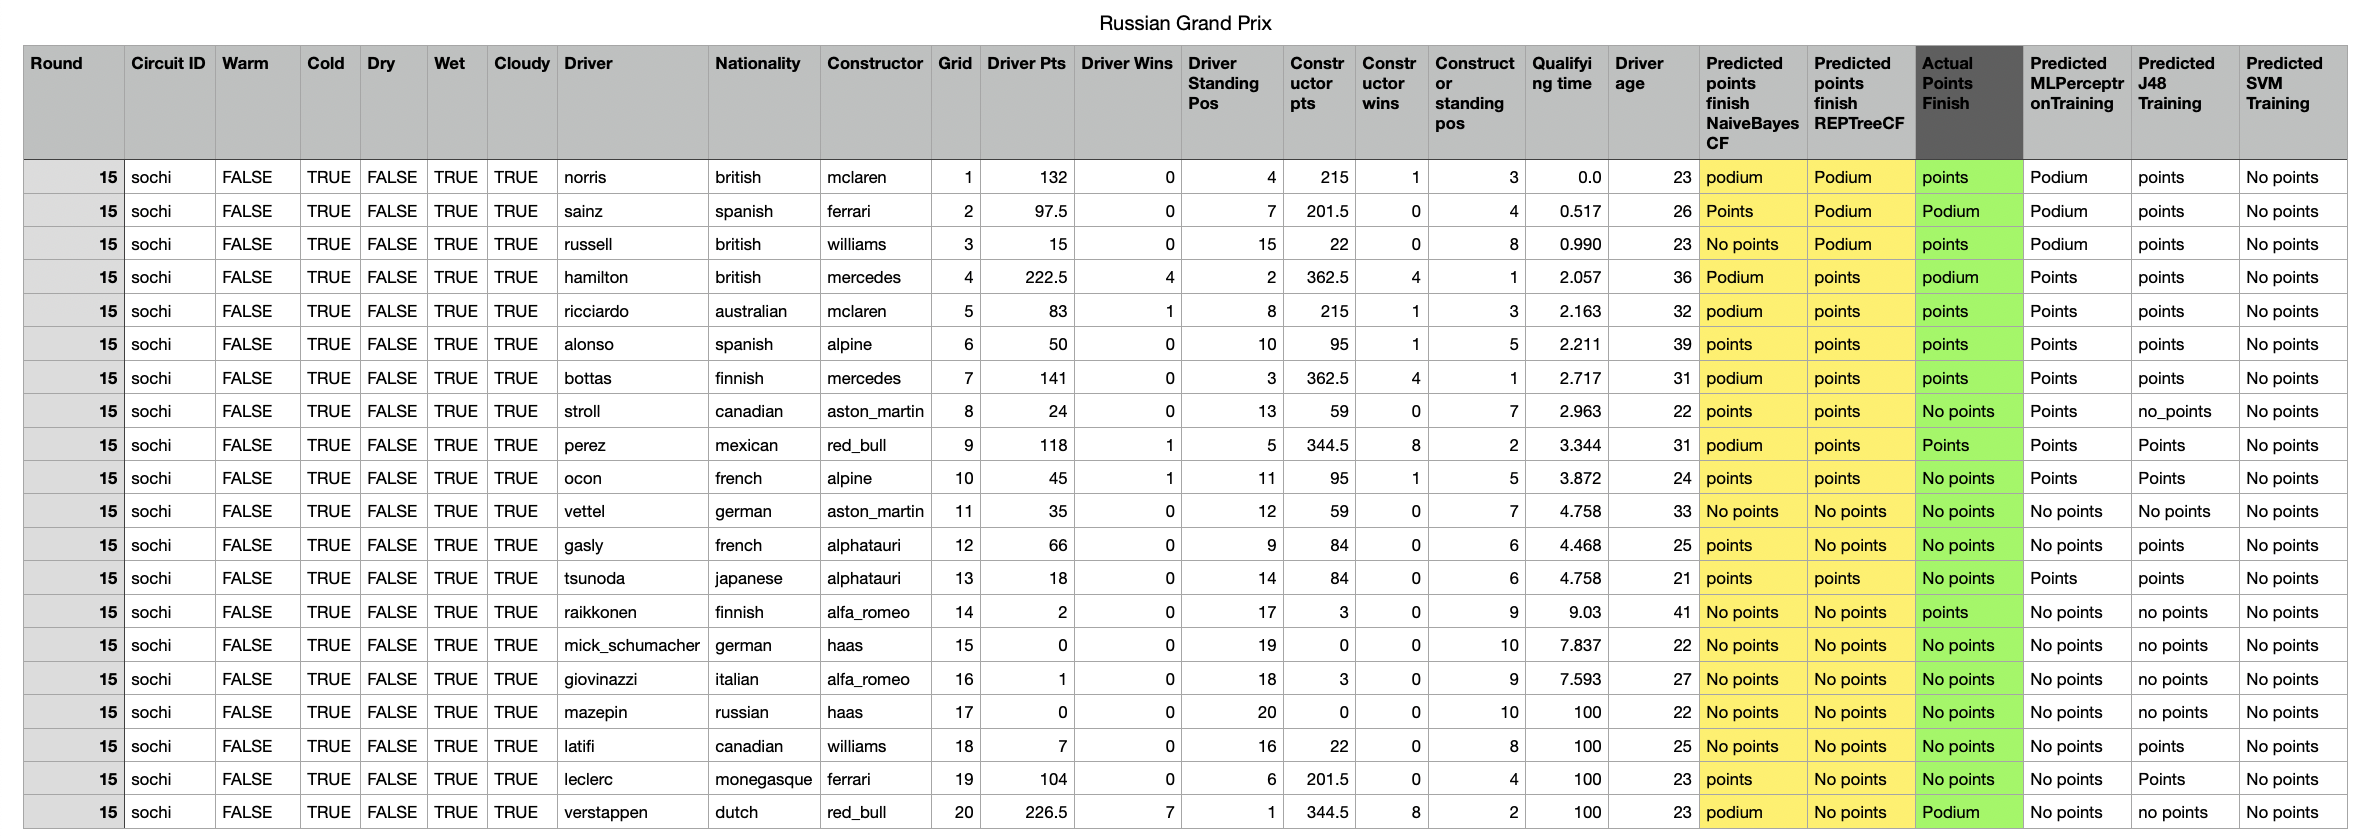 Russian Grand Prix
Round Circuit ID Warm Cold Dry Wet Cloudy Driver Nationality Constructor Grid Driver Pts Driver Wins Driver Standing Pos Constr uctor pts Constr uctor wins Construct or standing pos Qualifyi ng time Driver age Predicted points finish NaiveBayes CF Predicted points finish REPTreeCF Actual Points Finish Predicted MLPerceptr onTraining Predicted J48 Training Predicted SVM Training
15 sochi FALSE TRUE FALSE TRUE TRUE norris british mclaren 1 132 0 4 215 1 3 0.0 23 podium Podium points Podium points No points
15 sochi FALSE TRUE FALSE TRUE TRUE sainz spanish ferrari 2 97.5 0 7 201.5 0 4 0.517 26 Points Podium Podium Podium points No points
15 sochi FALSE TRUE FALSE TRUE TRUE russell british williams 3 15 0 15 22 0 8 0.990 23 No points Podium points Podium points No points
15 sochi FALSE TRUE FALSE TRUE TRUE hamilton british mercedes 4 222.5 4 2 362.5 4 1 2.057 36 Podium points podium Points points No points
15 sochi FALSE TRUE FALSE TRUE TRUE ricciardo australian mclaren 5 83 1 8 215 1 3 2.163 32 podium points points Points points No points
15 sochi FALSE TRUE FALSE TRUE TRUE alonso spanish alpine 6 50 0 10 95 1 5 2.211 39 points points points Points points No points
15 sochi FALSE TRUE FALSE TRUE TRUE bottas finnish mercedes 7 141 0 3 362.5 4 1 2.717 31 podium points points Points points No points
15 sochi FALSE TRUE FALSE TRUE TRUE stroll canadian aston_martin 8 24 0 13 59 0 7 2.963 22 points points No points Points no_points No points
15 sochi FALSE TRUE FALSE TRUE TRUE perez mexican red_bull 9 118 1 5 344.5 8 2 3.344 31 podium points Points Points Points No points
15 sochi FALSE TRUE FALSE TRUE TRUE ocon french alpine 10 45 1 11 95 1 5 3.872 24 points points No points Points Points No points
15 sochi FALSE TRUE FALSE TRUE TRUE vettel german aston_martin 11 35 0 12 59 0 7 4.758 33 No points No points No points No points No points No points
15 sochi FALSE TRUE FALSE TRUE TRUE gasly french alphatauri 12 66 0 9 84 0 6 4.468 25 points No points No points No points points No points
15 sochi FALSE TRUE FALSE TRUE TRUE tsunoda japanese alphatauri 13 18 0 14 84 0 6 4.758 21 points points No points Points points No points
15 sochi FALSE TRUE FALSE TRUE TRUE raikkonen finnish alfa_romeo 14 2 0 17 3 0 9 9.03 41 No points No points points No points no points No points
15 sochi FALSE TRUE FALSE TRUE TRUE mick_schumacher german haas 15 0 0 19 0 0 10 7.837 22 No points No points No points No points no points No points
15 sochi FALSE TRUE FALSE TRUE TRUE giovinazzi italian alfa_romeo 16 1 0 18 3 0 9 7.593 27 No points No points No points No points no points No points
15 sochi FALSE TRUE FALSE TRUE TRUE mazepin russian haas 17 0 0 20 0 0 10 100 22 No points No points No points No points no points No points
15 sochi FALSE TRUE FALSE TRUE TRUE latifi canadian williams 18 7 0 16 22 0 8 100 25 No points No points No points No points points No points
15 sochi FALSE TRUE FALSE TRUE TRUE leclerc monegasque ferrari 19 104 0 6 201.5 0 4 100 23 points No points No points No points Points No points
15 sochi FALSE TRUE FALSE TRUE TRUE verstappen dutch red_bull 20 226.5 7 1 344.5 8 2 100 23 podium No points Podium No points no points No points